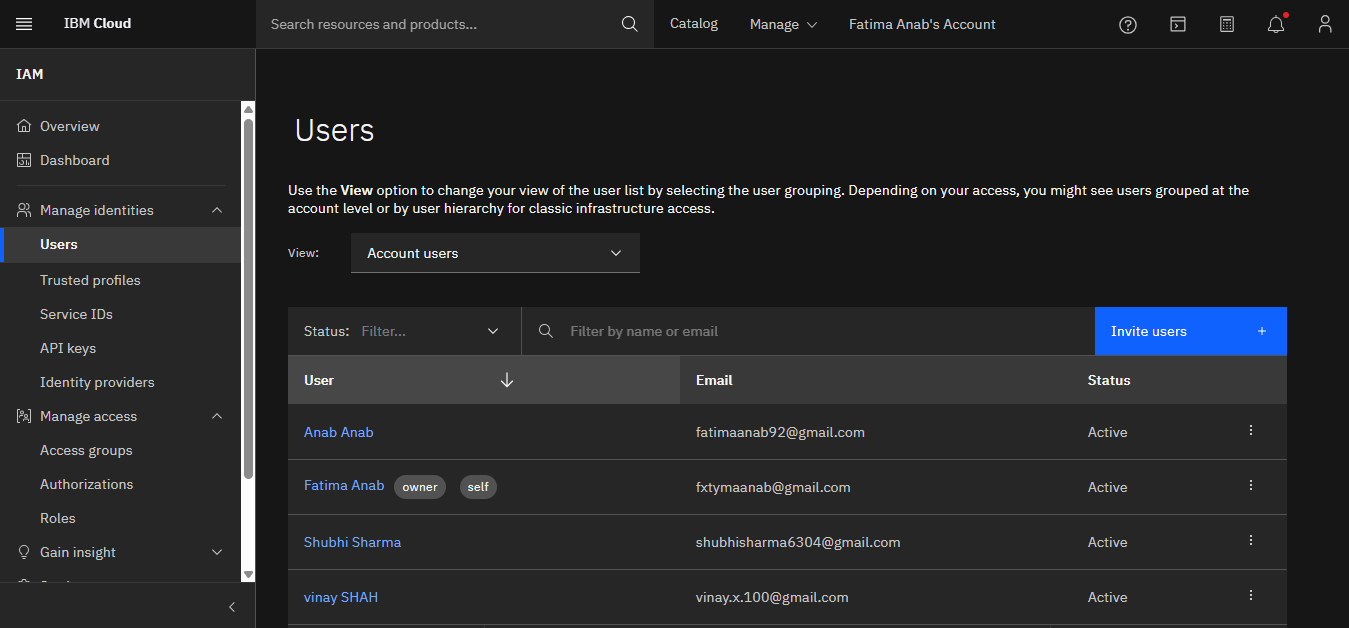 IBM Cloud
Search resources and products...
Catalog
Manage
Fatima Anab's Account
IAM
Overview
Dashboard
Manage identities
Users
Trusted profiles
Service IDs
API keys
Identity providers
Manage access
Access groups
Authorizations
Roles
Gain insight
Users
Use the View option to change your view of the user list by selecting the user grouping. Depending on your access, you might see users grouped at the
account level or by user hierarchy for classic infrastructure access.
View: Account users
Status: Filter... Filter by name or email Invite users +
User Email Status
Anab Anab fatimaanab92@gmail.com Active
Fatima Anab owner self fxtymaanab@gmail.com Active
Shubhi Sharma shubhisharma6304@gmail.com Active
vinay SHAH vinay.x.100@gmail.com Active